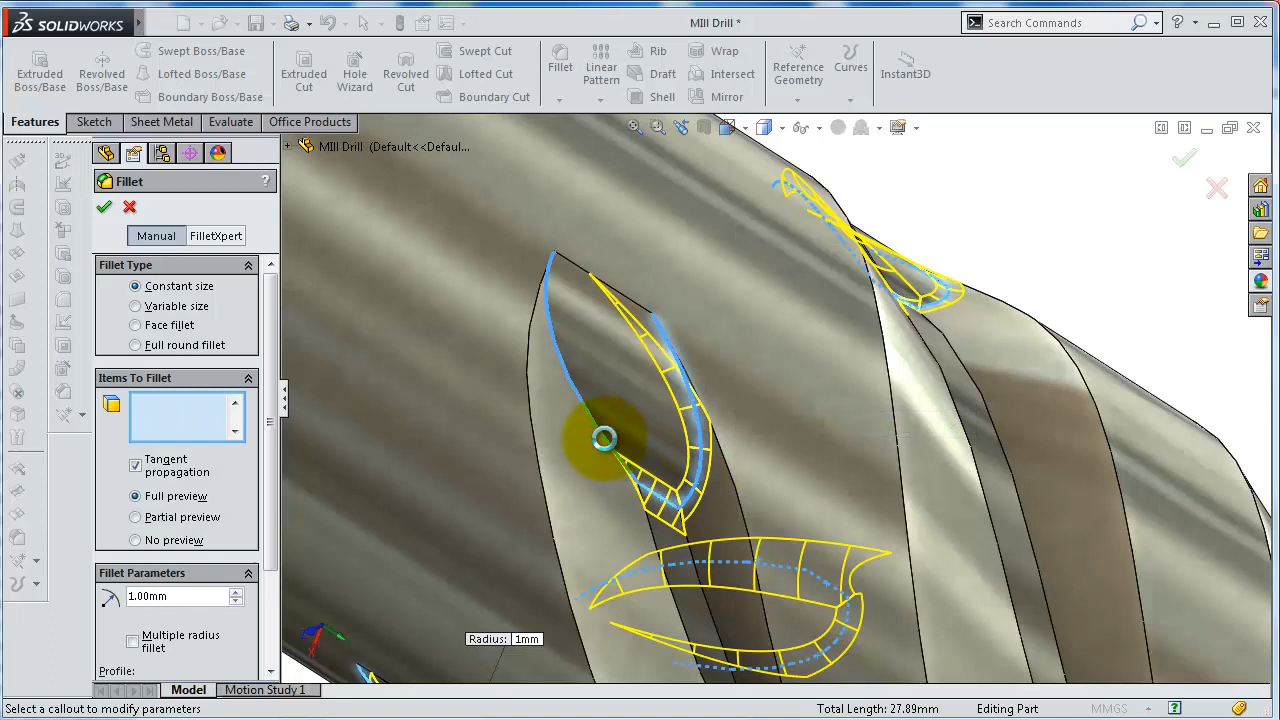 SOLIDWORKS
MIll Drill *
Search Commands
?
Extruded Boss/Base
Revolved Boss/Base
Swept Boss/Base
Lofted Boss/Base
Boundary Boss/Base
Extruded Cut
Hole Wizard
Revolved Cut
Swept Cut
Lofted Cut
Boundary Cut
Fillet
Linear Pattern
Rib
Draft
Shell
Wrap
Intersect
Mirror
Reference Geometry
Curves
Instant3D
Features
Sketch
Sheet Metal
Evaluate
Office Products
MIll Drill (Default<<Defaul...
Fillet
?
Manual
FilletXpert
Fillet Type
Constant size
Variable size
Face fillet
Full round fillet
Items To Fillet
Tangent propagation
Full preview
Partial preview
No preview
Fillet Parameters
1.00mm
Multiple radius fillet
Profile:
Radius: 1mm
Model
Motion Study 1
Select a callout to modify parameters
Total Length: 27.89mm
Editing Part
MMGS
?